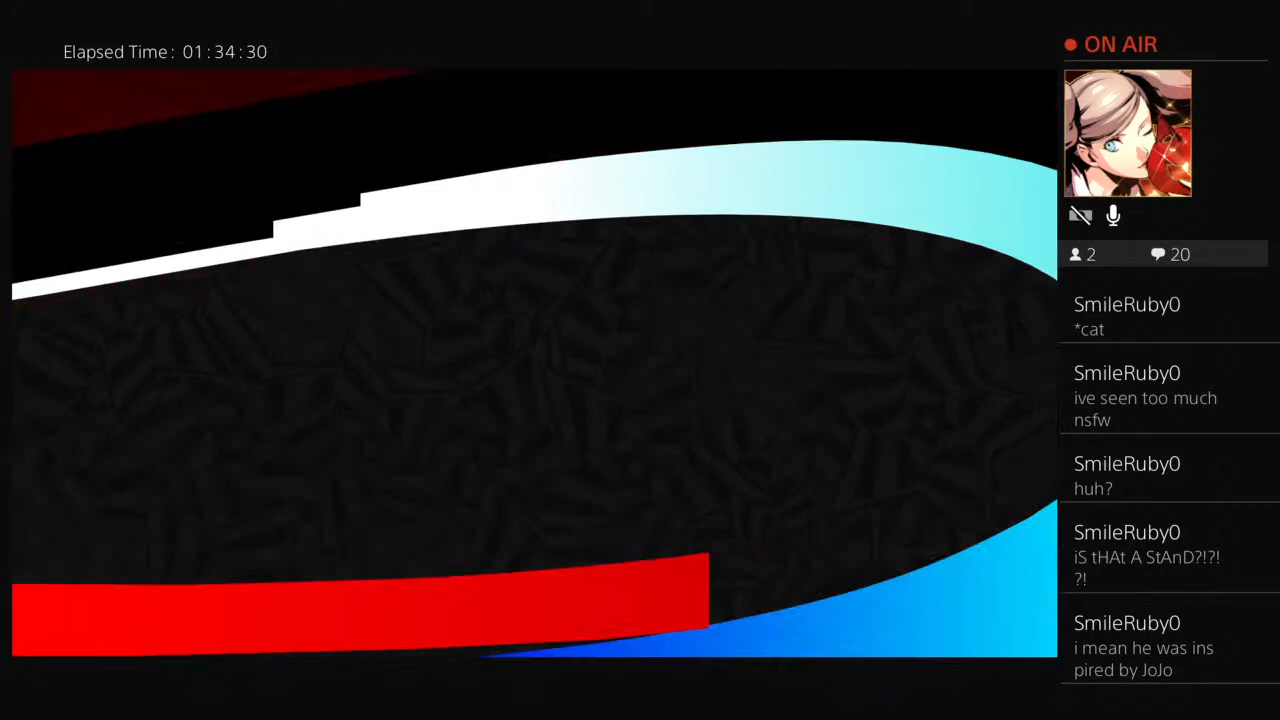 Elapsed Time: 01:34:30
ON AIR
2 20
SmileRuby0
*cat
SmileRuby0
ive seen too much
nsfw
SmileRuby0
huh?
SmileRuby0
iS tHAt A StAnD?!?!
?!
SmileRuby0
i mean he was ins
pired by JoJo